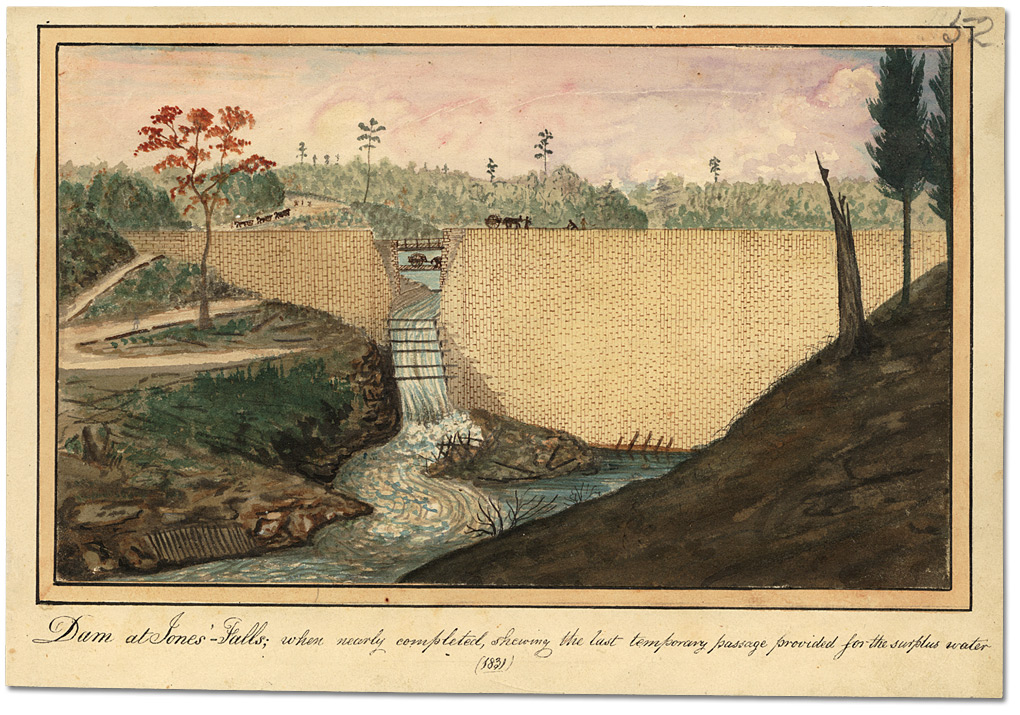 52
Dam at Jones'-Falls; when nearly completed, shewing the last temporary passage provided for the surplus water
(1831)